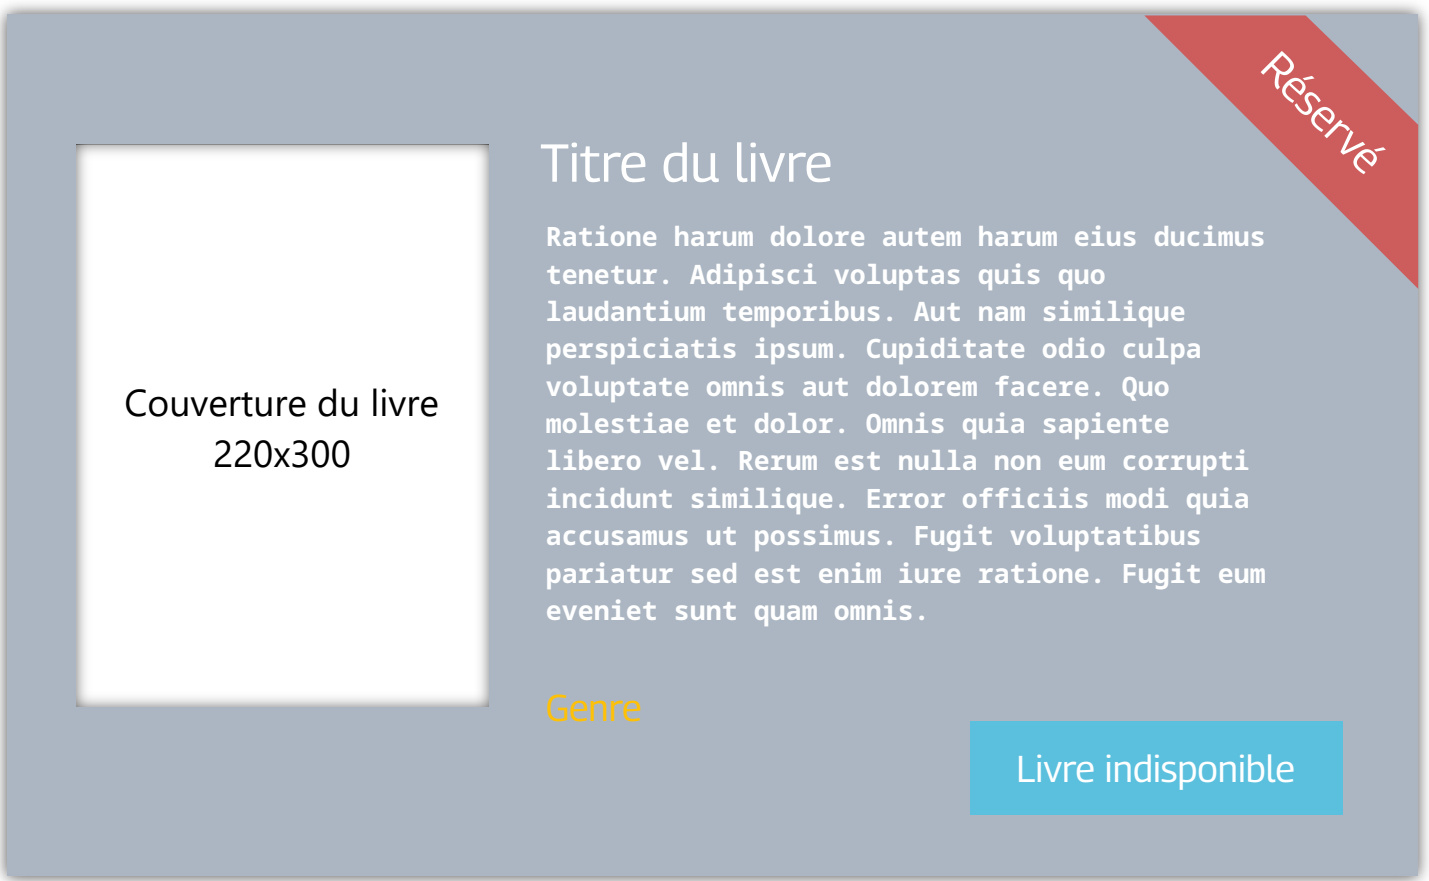 Réservé
Titre du livre
Ratione harum dolore autem harum eius ducimus
tenetur. Adipisci voluptas quis quo
laudantium temporibus. Aut nam similique
perspiciatis ipsum. Cupiditate odio culpa
voluptate omnis aut dolorem facere. Quo
molestiae et dolor. Omnis quia sapiente
libero vel. Rerum est nulla non eum corrupti
incidunt similique. Error officiis modi quia
accusamus ut possimus. Fugit voluptatibus
pariatur sed est enim iure ratione. Fugit eum
eveniet sunt quam omnis.
Couverture du livre
220x300
Genre
Livre indisponible